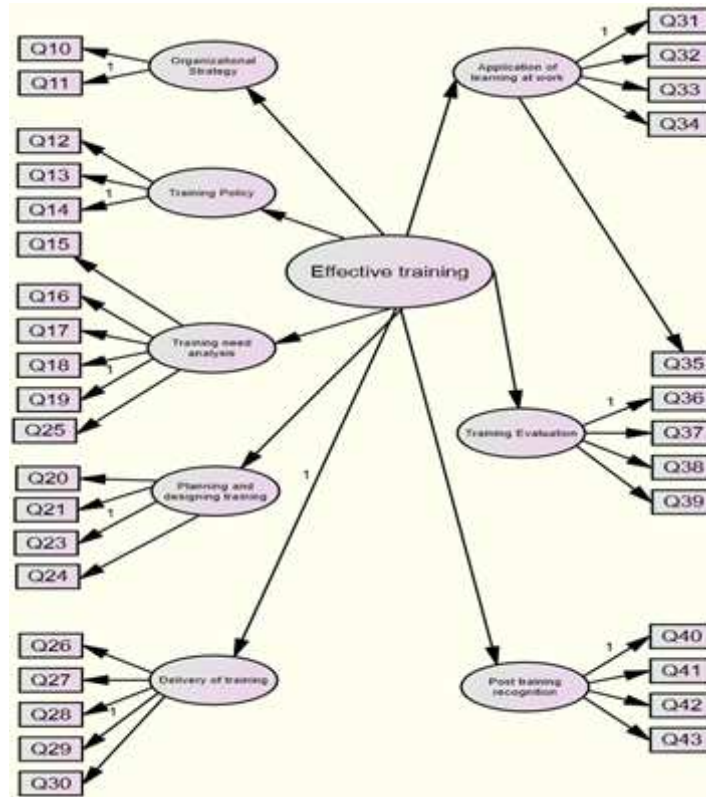 Q10
Q11
1
Organizational
Strategy
Q12
Q13
Q14
1
Training Policy
Q15
Q16
Q17
Q18
Q19
Q25
1
Training need
analysis
Q20
Q21
Q23
Q24
1
Planning and
designing training
Q26
Q27
Q28
Q29
Q30
1
Delivery of training
Effective training
1
Application of
learning at work
1
Q31
Q32
Q33
Q34
Q35
Training Evaluation
1
Q36
Q37
Q38
Q39
Post training
recognition
1
Q40
Q41
Q42
Q43